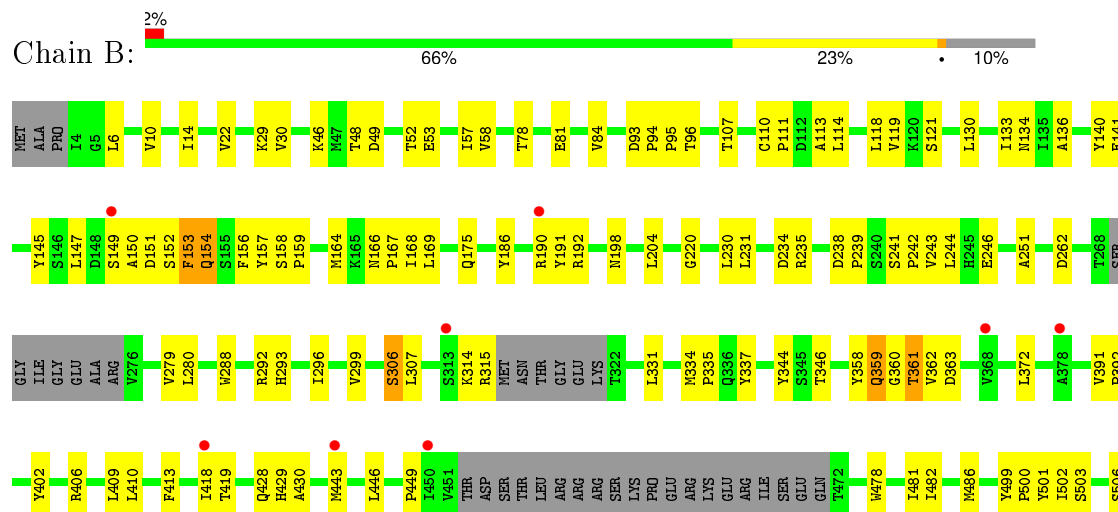 2%
Chain B:
66% 23% • 10%
MET ALA PRO I4 G5 L6 V10 I14 V22 K29 V30 K46 M47 T48 D49 T52 E53 I57 V58 T78 E81 V84 D93 P94 P95 T96 T107 C110 P111 D112 A113 L114 L118 V119 K120 S121 L130 I133 N134 I135 A136 Y140
Y145 S146 L147 D148 S149 A150 D151 S152 F153 Q154 S155 F156 Y157 S158 P159 M164 K165 N166 P167 I168 L169 Q175 Y186 R190 Y191 R192 N198 L204 G220 L230 L231 D234 R235 D238 P239 S240 S241 P242 V243 L244 H245 E246 A251 D262 T268 SER
GLY ILE GLY GLU ALA ARG V276 V279 L280 W288 R292 H293 I296 V299 S306 L307 S313 K314 R315 MET ASN THR GLY GLU LYS T322 L331 M334 P335 Q336 Y337 Y344 S345 T346 Y358 Q359 G360 T361 V362 D363 V368 L372 A378 V391
Y402 R406 L409 L410 F413 I418 T419 Q428 H429 A430 M443 L446 P449 I450 V451 THR ASP SER THR LEU ARG ARG ARG SER LYS PRO GLU ARG LYS GLU ARG ILE SER GLU GLN T472 W478 I481 I482 M486 Y499 P500 Y501 I502 S503